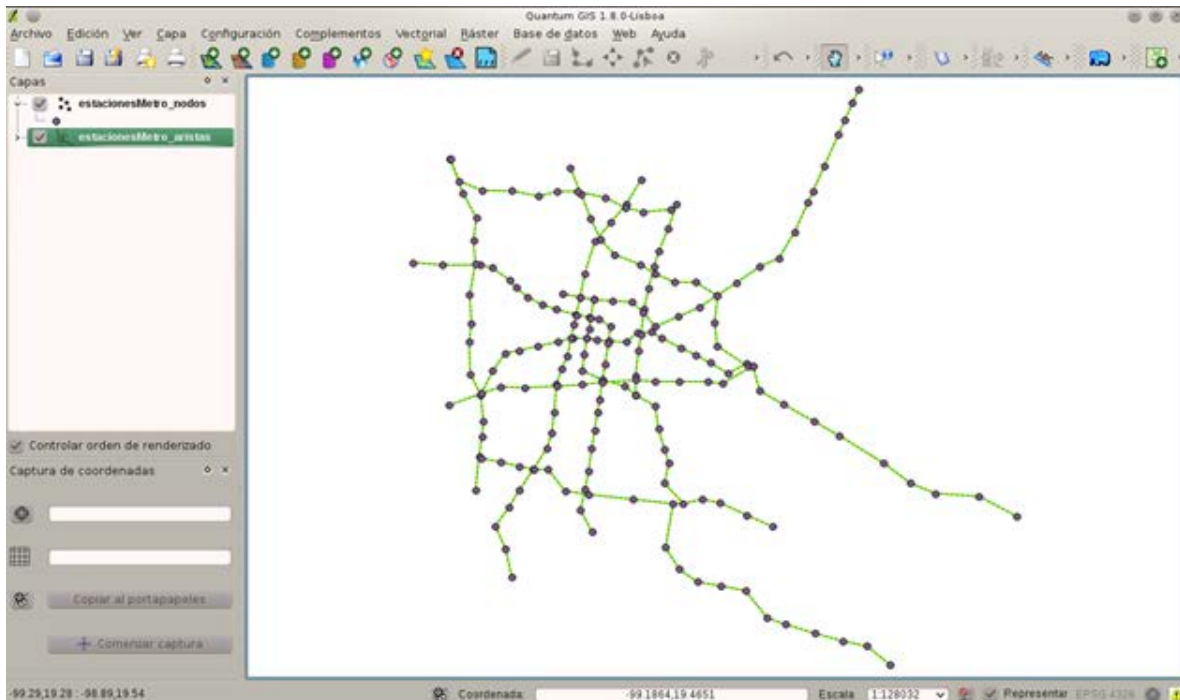 Quantum GIS 1.8.0-Lisboa
Archivo Edición Ver Capa Configuración Complementos Vectorial Ráster Base de datos Web Ayuda
Capas
estacionesMetro_nodos
estacionesMetro_aristas
Controlar orden de renderizado
Captura de coordenadas
Copiar al portapapeles
Comenzar captura
-99.29,19.28 : -98.89,19.54 Coordenada: -99.1864,19.4651 Escala 1:128032 Representar EPSG:4326